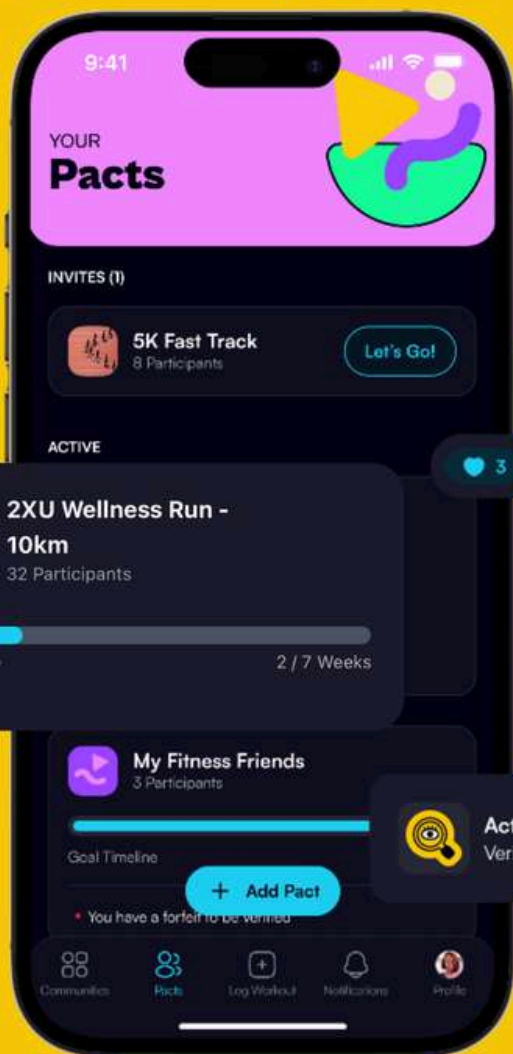 9:41
YOUR
Pacts
INVITES (1)
5K Fast Track
8 Participants
Let's Go!
ACTIVE
3
2XU Wellness Run -
10km
32 Participants
2 / 7 Weeks
My Fitness Friends
3 Participants
Goal Timeline
Act
Ver
+ Add Pact
• You have a forfeit to be verified
Communities
Pacts
Log Workout
Notifications
Profile